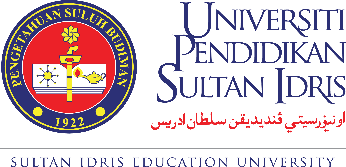 PENGETAHUAN SULUH BUDIMAN
1922
UNIVERSITI
PENDIDIKAN
SULTAN IDRIS
اونيۏرسيتي ڤنديديقن سلطان ادريس
SULTAN IDRIS EDUCATION UNIVERSITY